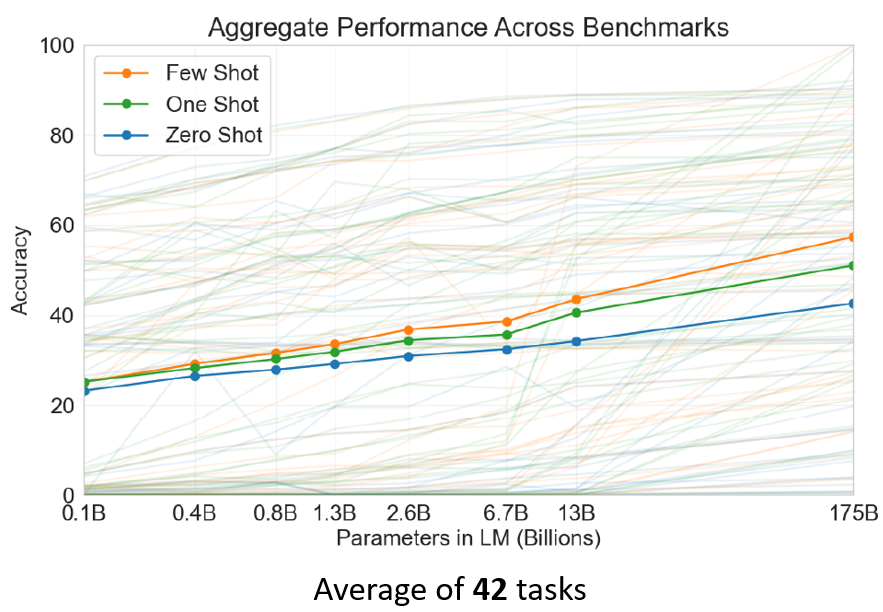 Aggregate Performance Across Benchmarks
100
80
60
40
20
0
Accuracy
Few Shot
One Shot
Zero Shot
0.1B 0.4B 0.8B 1.3B 2.6B 6.7B 13B 175B
Parameters in LM (Billions)
Average of 42 tasks